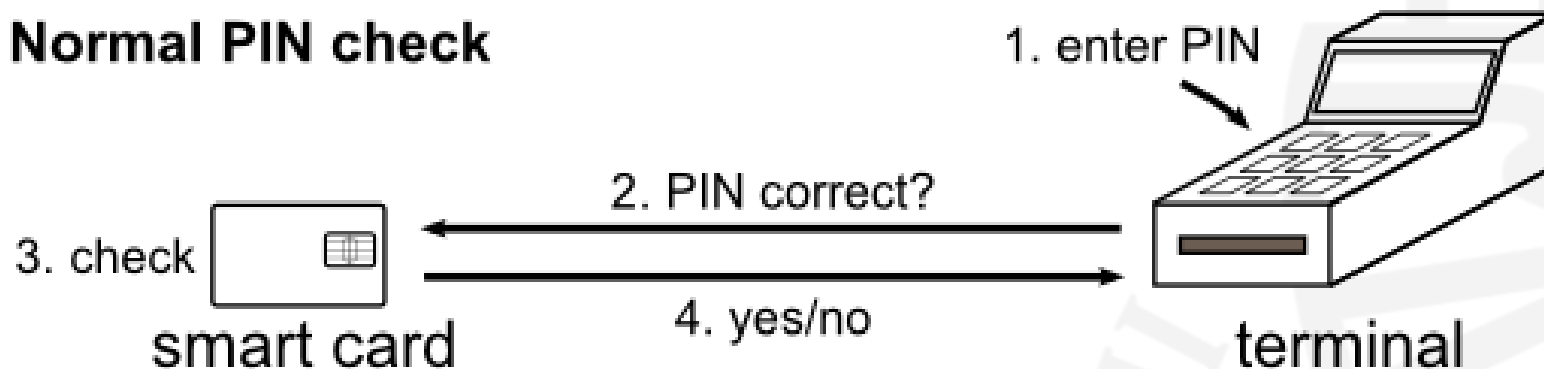 Normal PIN check
1. enter PIN
2. PIN correct?
3. check
4. yes/no
smart card
terminal